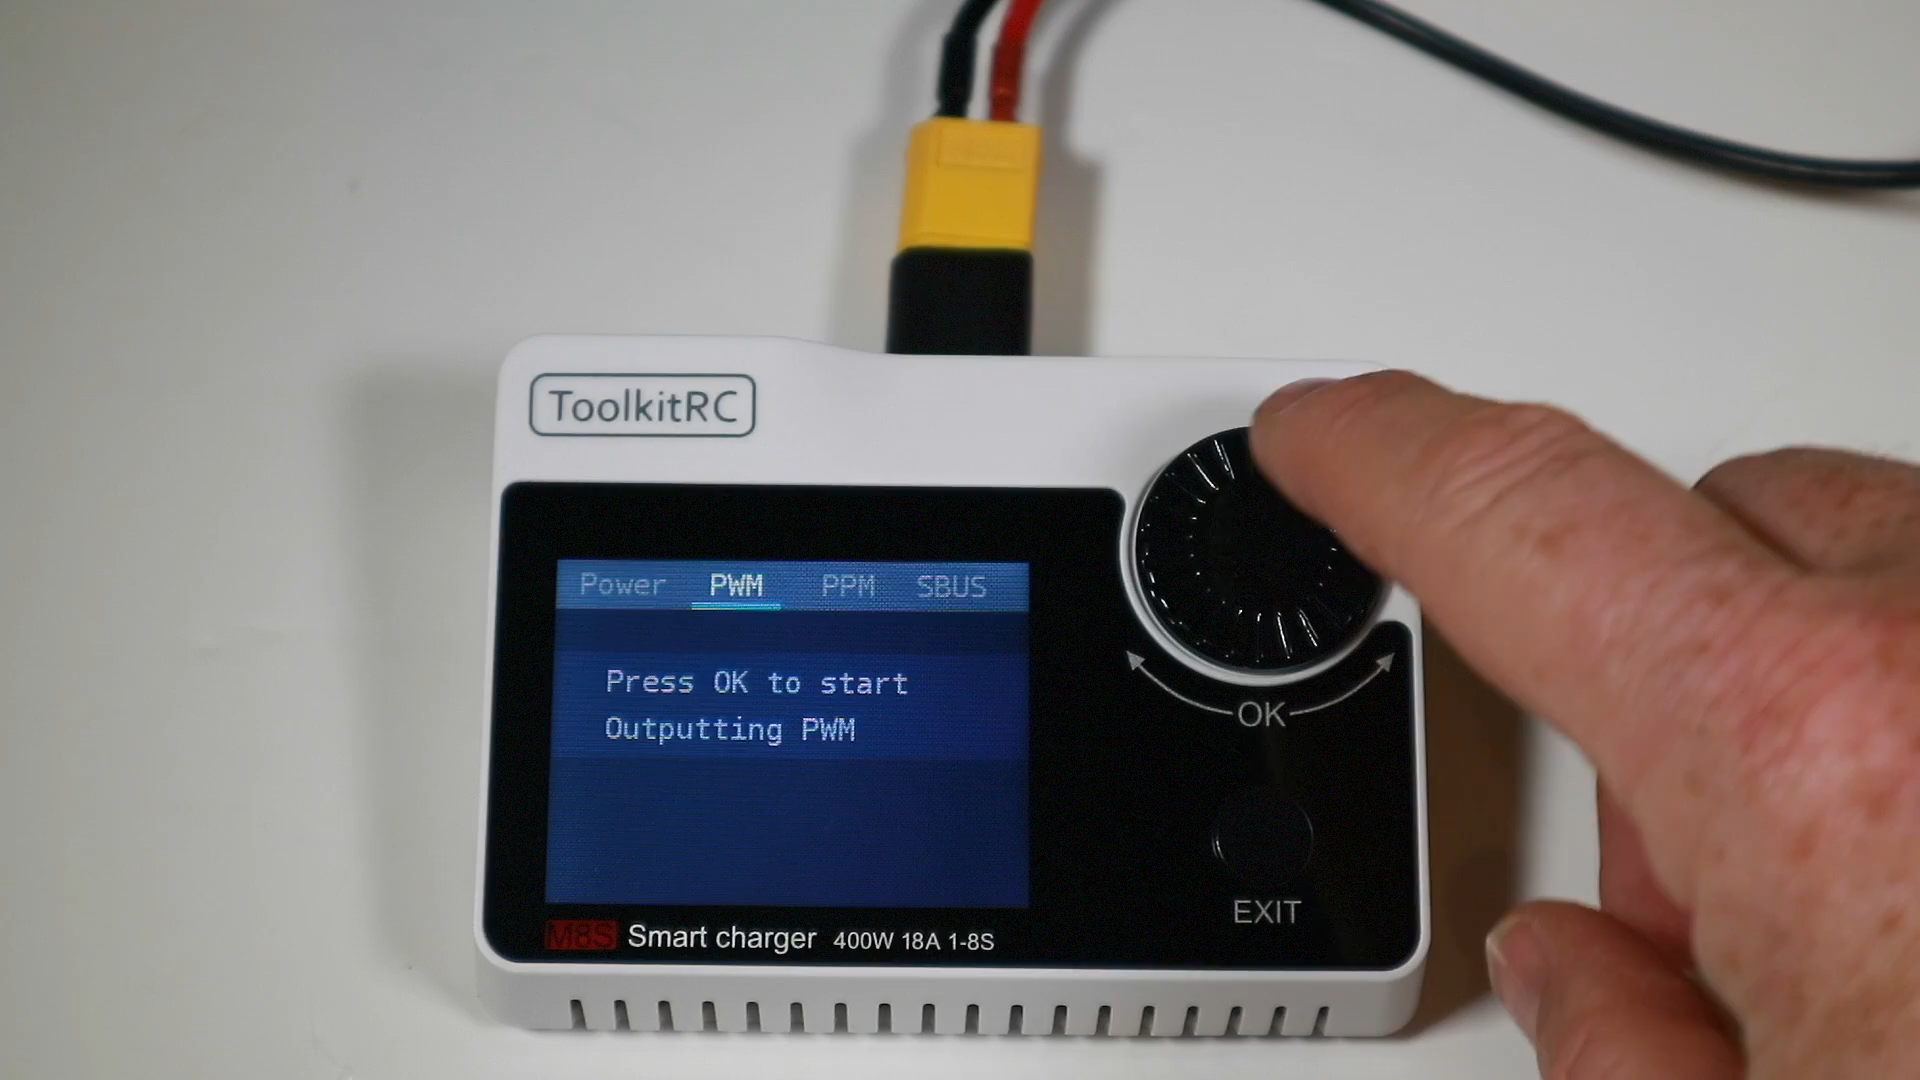 ToolkitRC
Power PWM PPM SBUS
Press OK to start
Outputting PWM
OK
EXIT
M8S Smart charger 400W 18A 1-8S